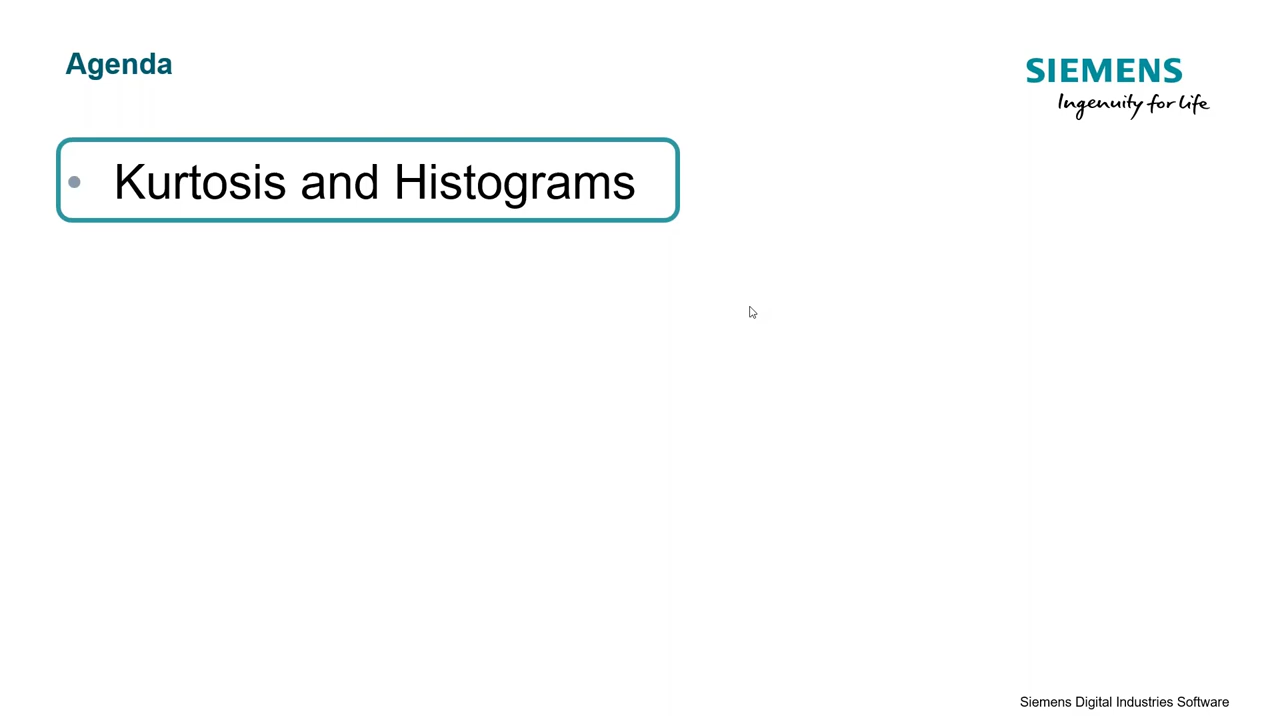 Agenda
SIEMENS
Ingenuity for life
• Kurtosis and Histograms
Siemens Digital Industries Software